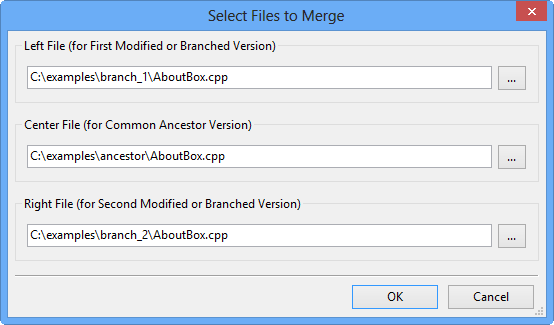 Select Files to Merge
Left File (for First Modified or Branched Version)
C:\examples\branch_1\AboutBox.cpp
...
Center File (for Common Ancestor Version)
C:\examples\ancestor\AboutBox.cpp
...
Right File (for Second Modified or Branched Version)
C:\examples\branch_2\AboutBox.cpp
...
OK
Cancel